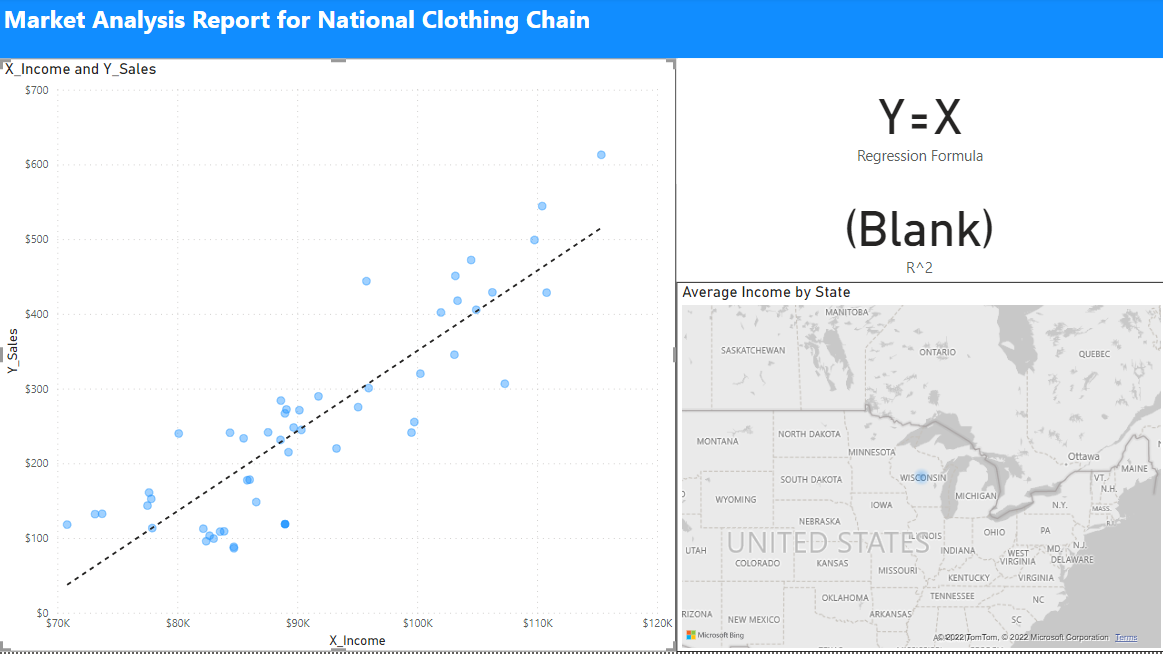 Market Analysis Report for National Clothing Chain
X_Income and Y_Sales
$700
$600
$500
$400
$300
$200
$100
$0
Y_Sales
$70K $80K $90K $100K $110K $120K
X_Income
Y=X
Regression Formula
(Blank)
R^2
Average Income by State
MANITOBA
SASKATCHEWAN
ONTARIO
QUEBEC
NORTH DAKOTA
MONTANA
MINNESOTA
Ottawa
MAINE
SOUTH DAKOTA
WISCONSIN
VT.
N.H.
WYOMING
MICHIGAN
IOWA
N.Y.
MASS.
NEBRASKA
UNITED STATES
OHIO
PA
N.J.
UTAH
COLORADO
KANSAS
INDIANA
WEST
VIRGINIA
MD.
DELAWARE
MISSOURI
KENTUCKY
VIRGINIA
OKLAHOMA
TENNESSEE
NC
ARKANSAS
NEW MEXICO
SC
Microsoft Bing
© 2022 TomTom, © 2022 Microsoft Corporation Terms